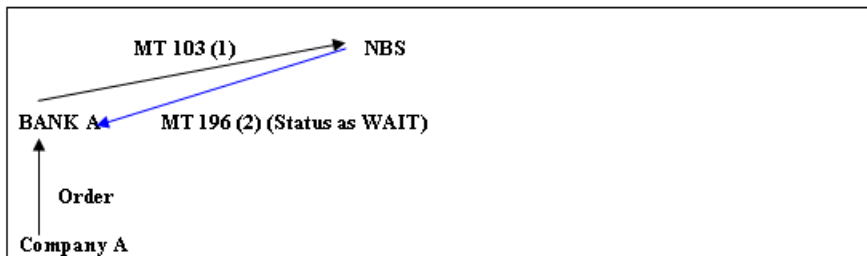 MT 103 (1)
NBS
BANK A
MT 196 (2) (Status as WAIT)
Order
Company A